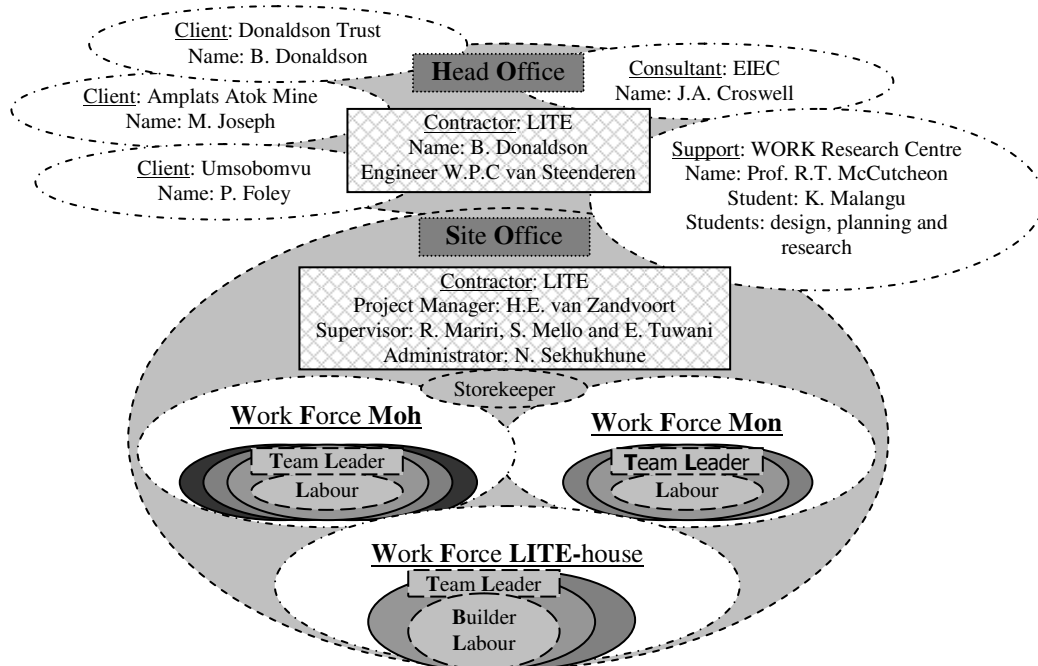 Client: Donaldson Trust
Name: B. Donaldson
Head Office
Consultant: EIEC
Name: J.A. Croswell
Client: Amplats Atok Mine
Name: M. Joseph
Contractor: LITE
Name: B. Donaldson
Engineer W.P.C van Steenderen
Client: Umsobomvu
Name: P. Foley
Support: WORK Research Centre
Name: Prof. R.T. McCutcheon
Student: K. Malangu
Students: design, planning and
research
Site Office
Contractor: LITE
Project Manager: H.E. van Zandvoort
Supervisor: R. Mariri, S. Mello and E. Tuwani
Administrator: N. Sekhukhune
Storekeeper
Work Force Moh
Team Leader
Labour
Work Force Mon
Team Leader
Labour
Work Force LITE-house
Team Leader
Builder
Labour